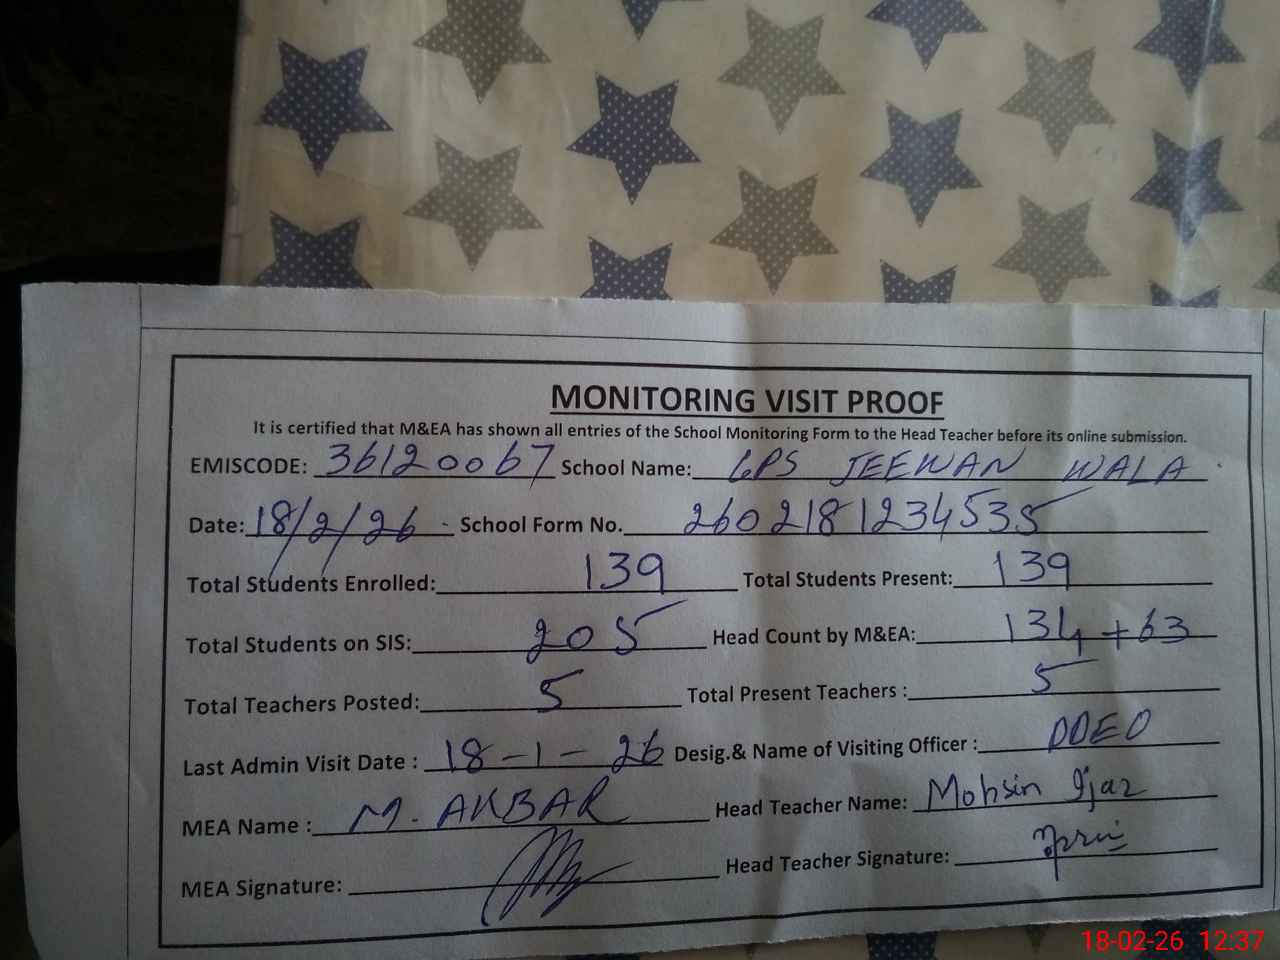 MONITORING VISIT PROOF
It is certified that M&EA has shown all entries of the School Monitoring Form to the Head Teacher before its online submission.
EMISCODE: 36120067 School Name: GPS JEEWAN WALA
Date: 18/2/26 School Form No. 2602181234535
Total Students Enrolled: 139 Total Students Present: 139
Total Students on SIS: 205 Head Count by M&EA: 134+63
Total Teachers Posted: 5 Total Present Teachers : 5
Last Admin Visit Date : 18-1-26 Desig.& Name of Visiting Officer : DDEO
MEA Name : M. AKBAR Head Teacher Name: Mohsin Ijaz
MEA Signature: Head Teacher Signature:
18-02-26 12:37